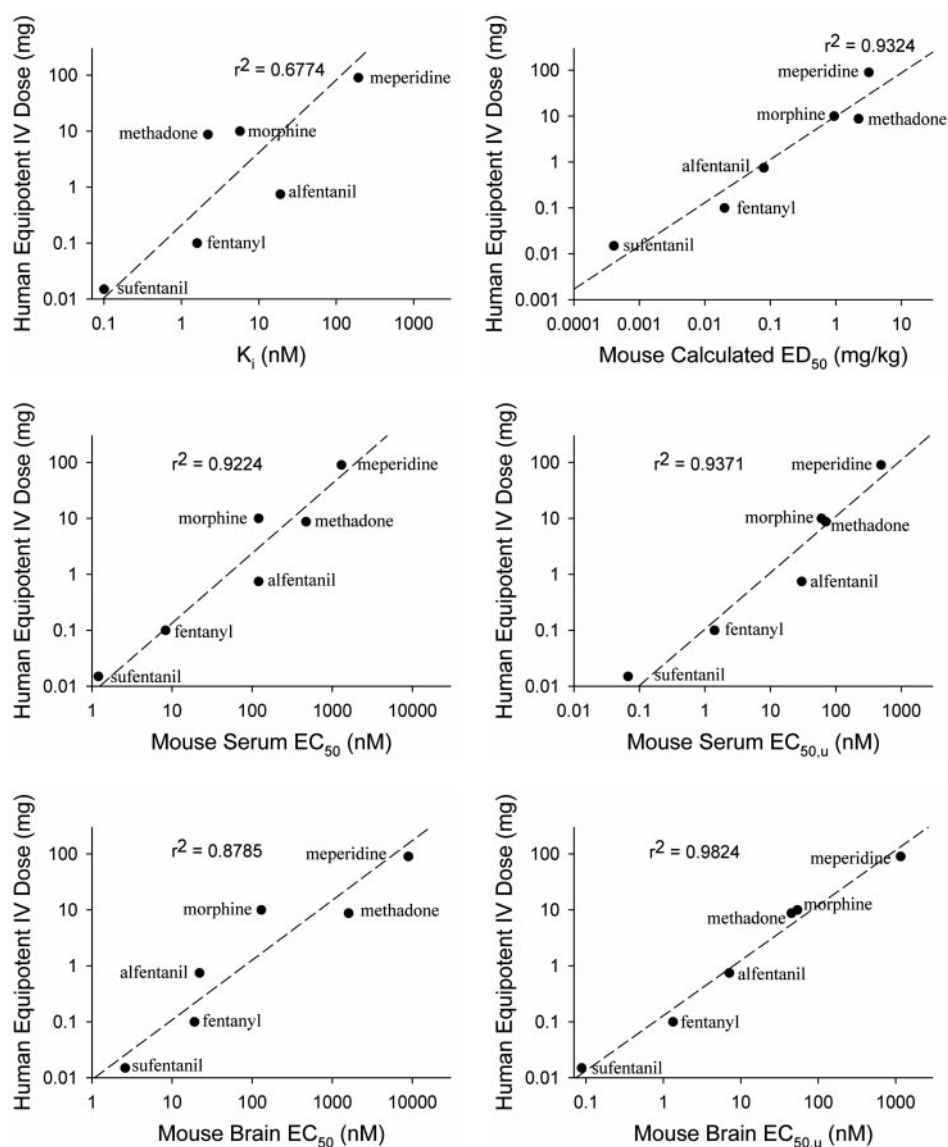 Human Equipotent IV Dose (mg)
100
10
1
0.1
0.01
r² = 0.6774
meperidine
methadone
morphine
alfentanil
fentanyl
sufentanil
0.1
1
10
100
1000
Kᵢ (nM)
Human Equipotent IV Dose (mg)
100
10
1
0.1
0.01
0.001
r² = 0.9324
meperidine
morphine
methadone
alfentanil
fentanyl
sufentanil
0.0001
0.001
0.01
0.1
1
10
Mouse Calculated ED₅₀ (mg/kg)
Human Equipotent IV Dose (mg)
100
10
1
0.1
0.01
r² = 0.9224
meperidine
morphine
methadone
alfentanil
fentanyl
sufentanil
1
10
100
1000
10000
Mouse Serum EC₅₀ (nM)
Human Equipotent IV Dose (mg)
100
10
1
0.1
0.01
r² = 0.9371
meperidine
morphine
methadone
alfentanil
fentanyl
sufentanil
0.01
0.1
1
10
100
1000
Mouse Serum EC₅₀,ᵤ (nM)
Human Equipotent IV Dose (mg)
100
10
1
0.1
0.01
r² = 0.8785
meperidine
morphine
methadone
alfentanil
fentanyl
sufentanil
1
10
100
1000
10000
Mouse Brain EC₅₀ (nM)
Human Equipotent IV Dose (mg)
100
10
1
0.1
0.01
r² = 0.9824
meperidine
morphine
methadone
alfentanil
fentanyl
sufentanil
0.1
1
10
100
1000
Mouse Brain EC₅₀,ᵤ (nM)